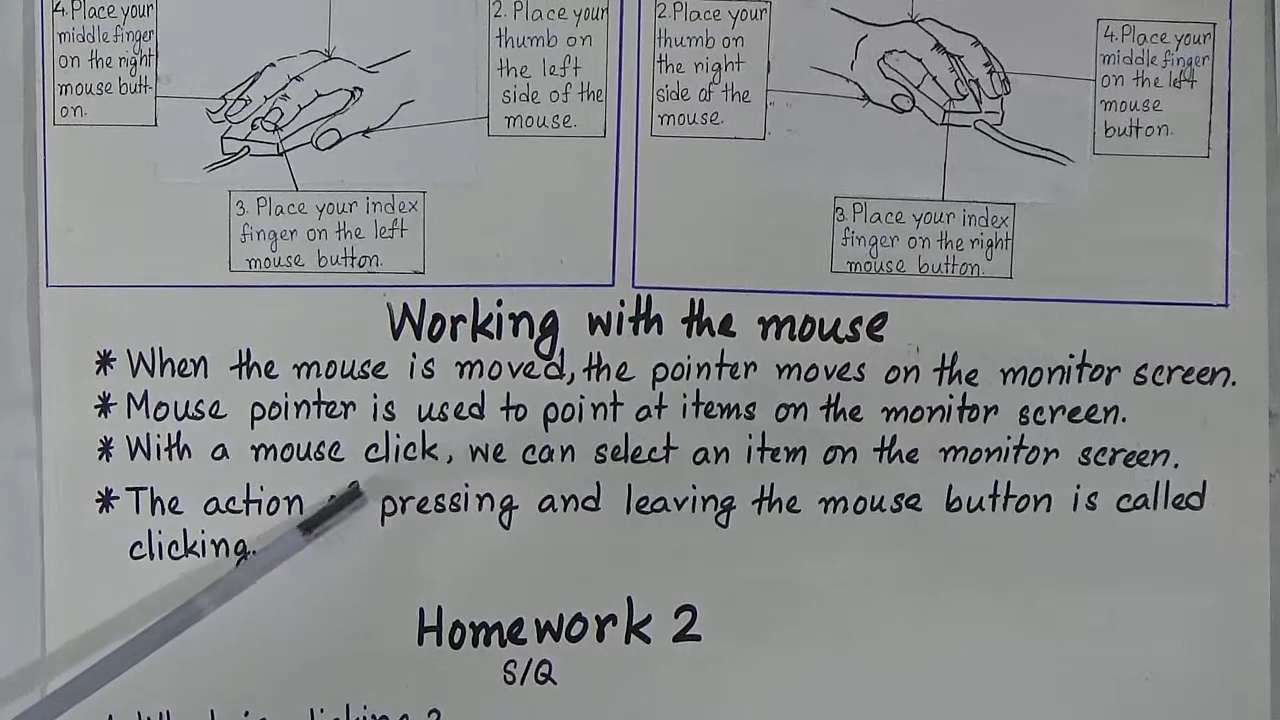 4. Place your
middle finger
on the right
mouse butt-
on.
2. Place your
thumb on
the left
side of the
mouse.
3. Place your index
finger on the left
mouse button.
2. Place your
thumb on
the right
side of the
mouse.
4. Place your
middle finger
on the left
mouse
button.
3. Place your index
finger on the right
mouse button.
Working with the mouse
* When the mouse is moved, the pointer moves on the monitor screen.
* Mouse pointer is used to point at items on the monitor screen.
* With a mouse click, we can select an item on the monitor screen.
* The action of pressing and leaving the mouse button is called
clicking.
Homework 2
S/Q